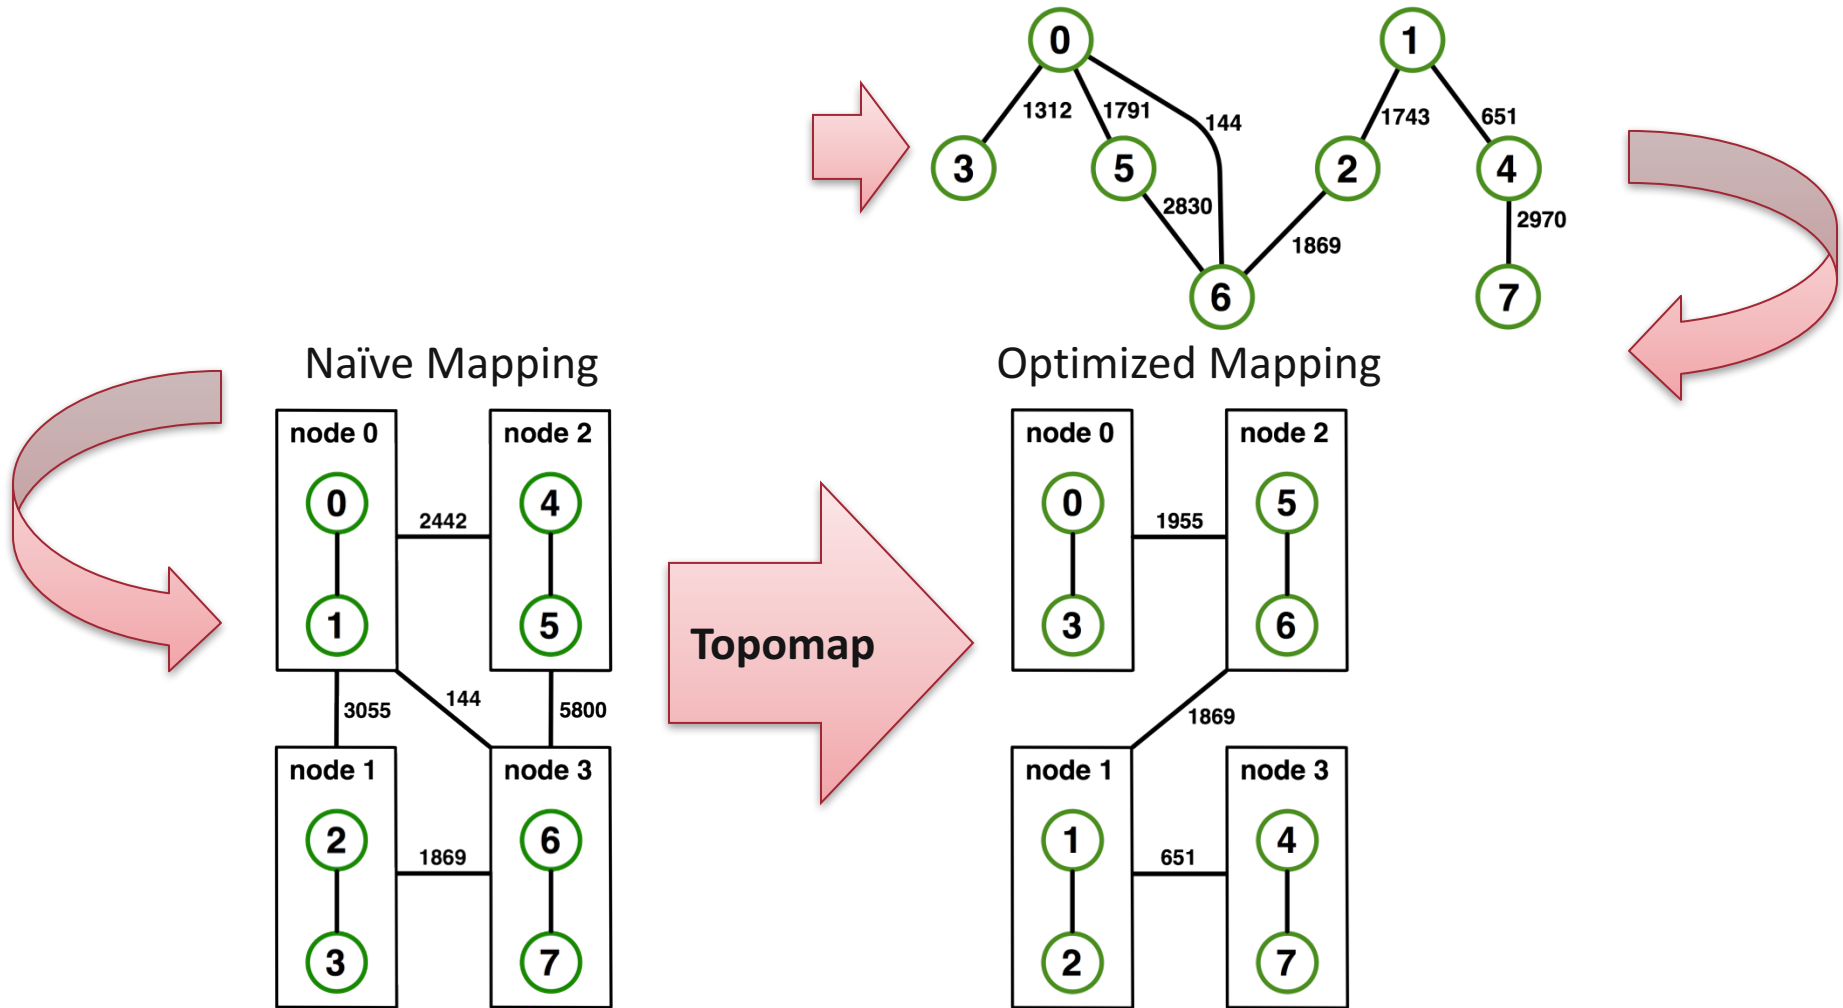 0 1
1312 1791 144 1743 651
3 5 2 4
2830 1869 2970
6 7
Naïve Mapping
node 0 node 2
0 4
2442
1 5
3055 144 5800
node 1 node 3
2 6
1869
3 7
Topomap
Optimized Mapping
node 0 node 2
0 5
1955
3 6
1869
node 1 node 3
1 4
651
2 7